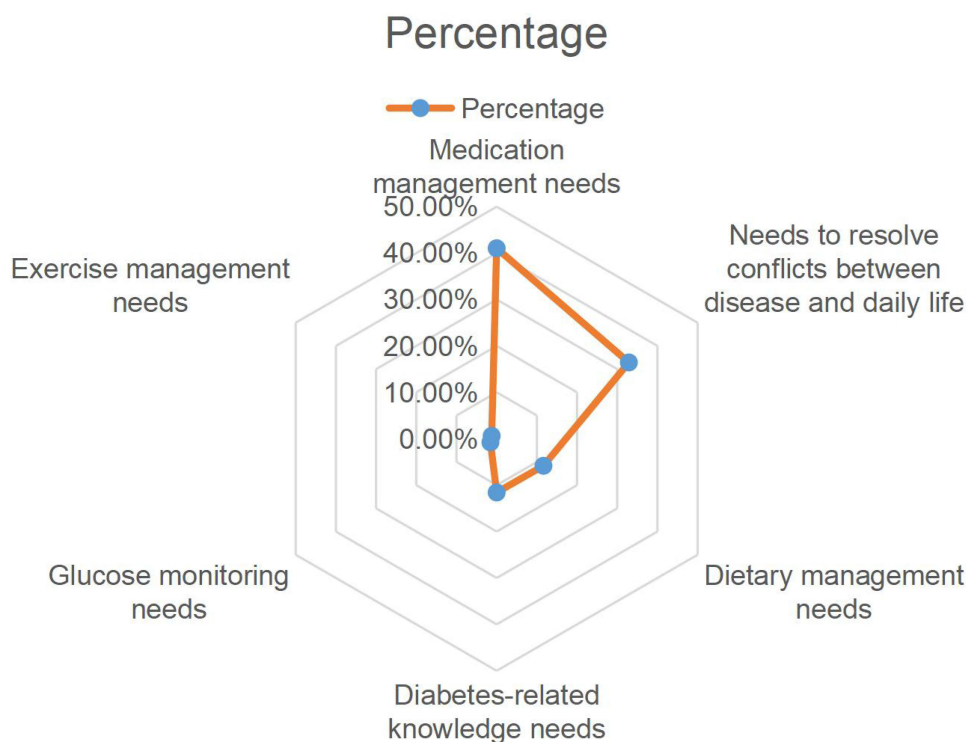 Percentage
Percentage
Medication
management needs
50.00%
40.00%
30.00%
20.00%
10.00%
0.00%
Needs to resolve
conflicts between
disease and daily life
Dietary management
needs
Diabetes-related
knowledge needs
Glucose monitoring
needs
Exercise management
needs